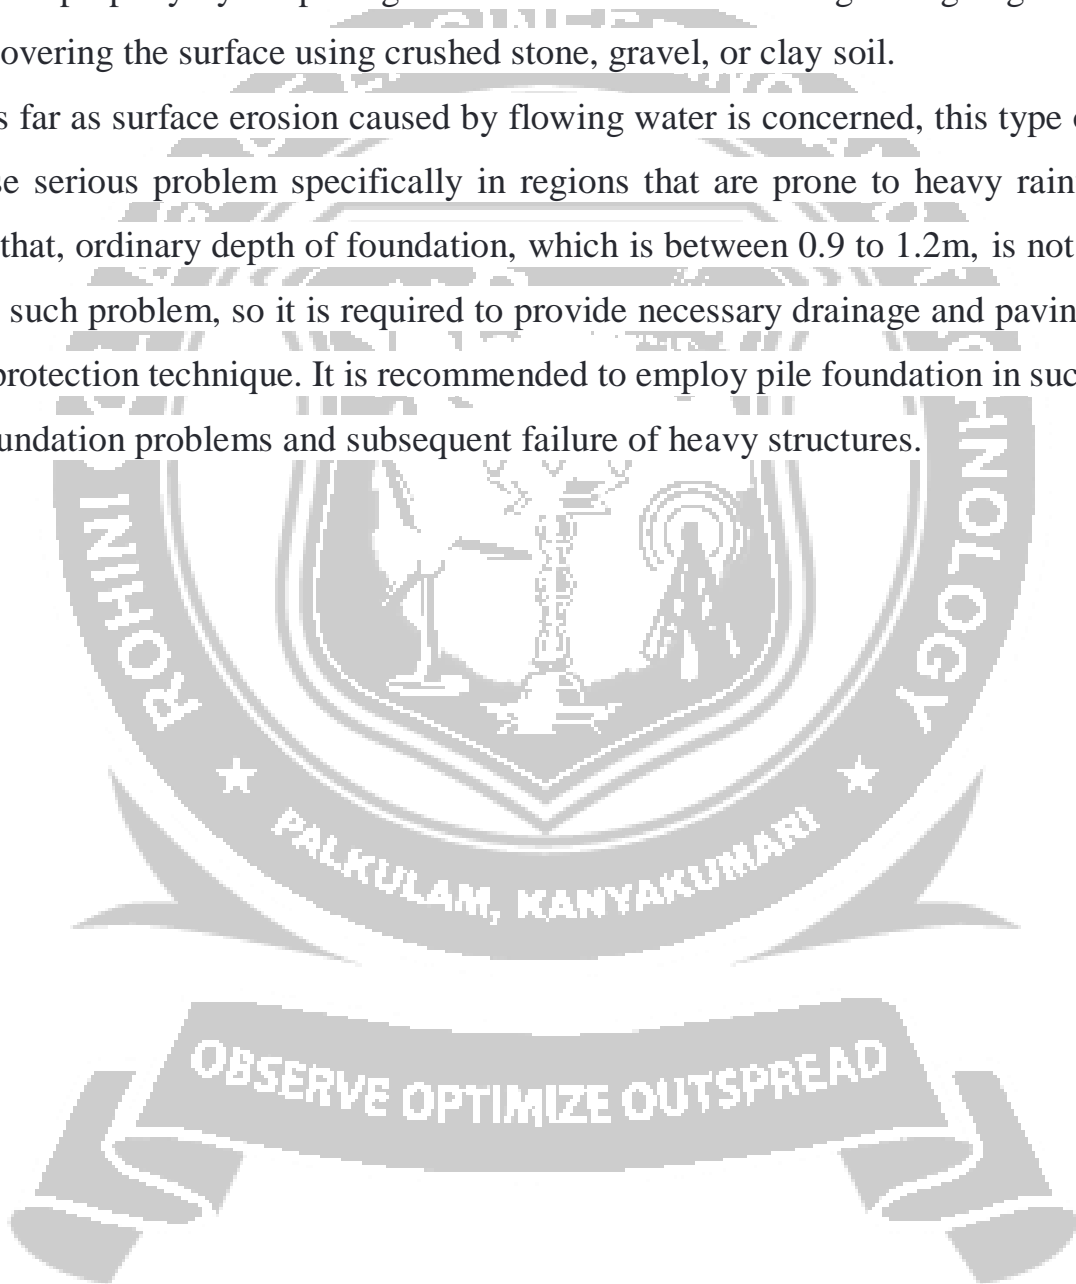 overing the surface using crushed stone, gravel, or clay soil.
s far as surface erosion caused by flowing water is concerned, this type
se serious problem specifically in regions that are prone to heavy rain
that, ordinary depth of foundation, which is between 0.9 to 1.2m, is not
such problem, so it is required to provide necessary drainage and pavin
protection technique. It is recommended to employ pile foundation in suc
undation problems and subsequent failure of heavy structures.
ROHINI
HNOLOGY
PALKULAM, KANYAKUMARI
OBSERVE OPTIMIZE OUTSPREAD